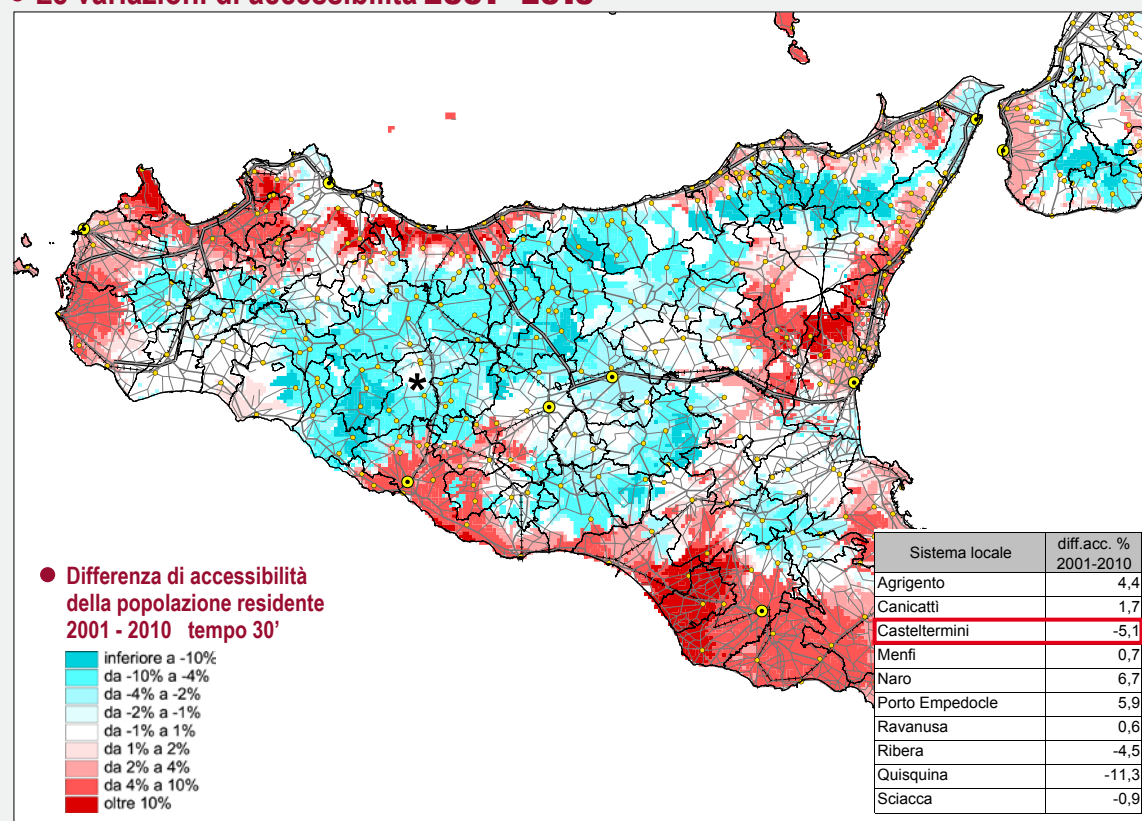 Differenza di accessibilità
della popolazione residente
2001 - 2010 tempo 30'
inferiore a -10%
da -10% a -4%
da -4% a -2%
da -2% a -1%
da -1% a 1%
da 1% a 2%
da 2% a 4%
da 4% a 10%
oltre 10%
Sistema locale diff.acc. %
2001-2010
Agrigento 4,4
Canicattì 1,7
Casteltermini -5,1
Menfi 0,7
Naro 6,7
Porto Empedocle 5,9
Ravanusa 0,6
Ribera -4,5
Quisquina -11,3
Sciacca -0,9